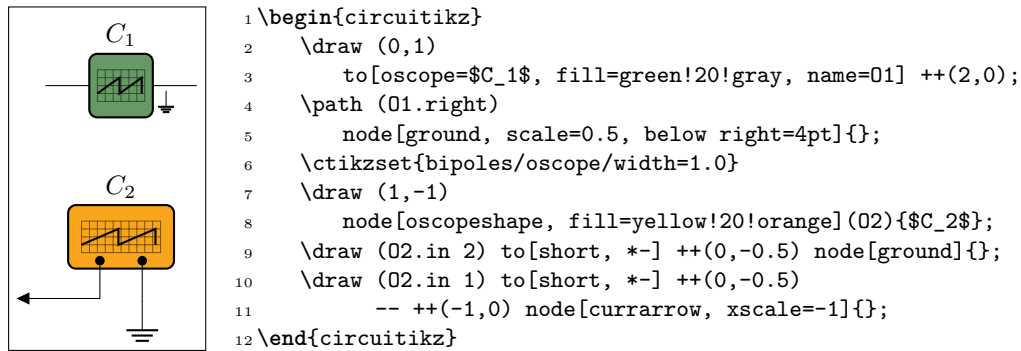 C_1
C_2
1 \begin{circuitikz}
2     \draw (0,1)
3        to[oscope=$C_1$, fill=green!20!gray, name=O1] ++(2,0);
4     \path (O1.right)
5        node[ground, scale=0.5, below right=4pt]{};
6     \ctikzset{bipoles/oscope/width=1.0}
7     \draw (1,-1)
8        node[oscopeshape, fill=yellow!20!orange](O2){$C_2$};
9     \draw (O2.in 2) to[short, *-] ++(0,-0.5) node[ground]{};
10     \draw (O2.in 1) to[short, *-] ++(0,-0.5)
11           -- ++(-1,0) node[currarrow, xscale=-1]{};
12 \end{circuitikz}